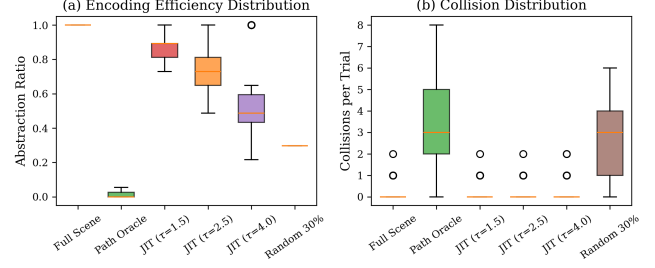 (a) Encoding Efficiency Distribution
Abstraction Ratio
1.0
0.8
0.6
0.4
0.2
0.0
Full Scene
Path Oracle
JIT (τ=1.5)
JIT (τ=2.5)
JIT (τ=4.0)
Random 30%
(b) Collision Distribution
Collisions per Trial
8
7
6
5
4
3
2
1
0
Full Scene
Path Oracle
JIT (τ=1.5)
JIT (τ=2.5)
JIT (τ=4.0)
Random 30%